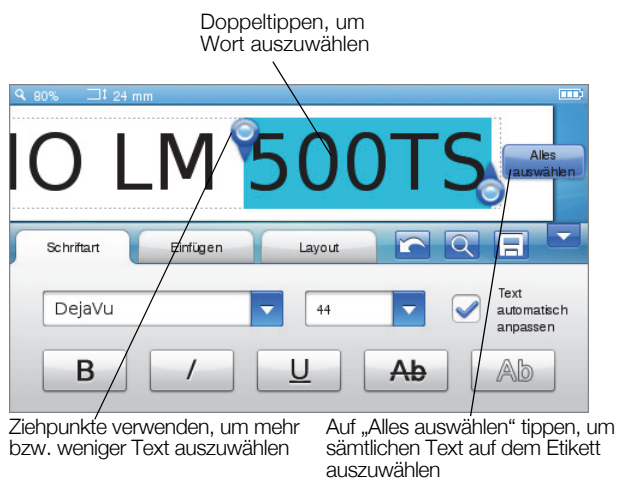 Doppeltippen, um
Wort auszuwählen
80% 24 mm
IO LM 500TS
Alles
auswählen
Schriftart Einfügen Layout
DejaVu 44 Text
automatisch
anpassen
B I U Ab Ab
Ziehpunkte verwenden, um mehr
bzw. weniger Text auszuwählen
Auf „Alles auswählen“ tippen, um
sämtlichen Text auf dem Etikett
auszuwählen